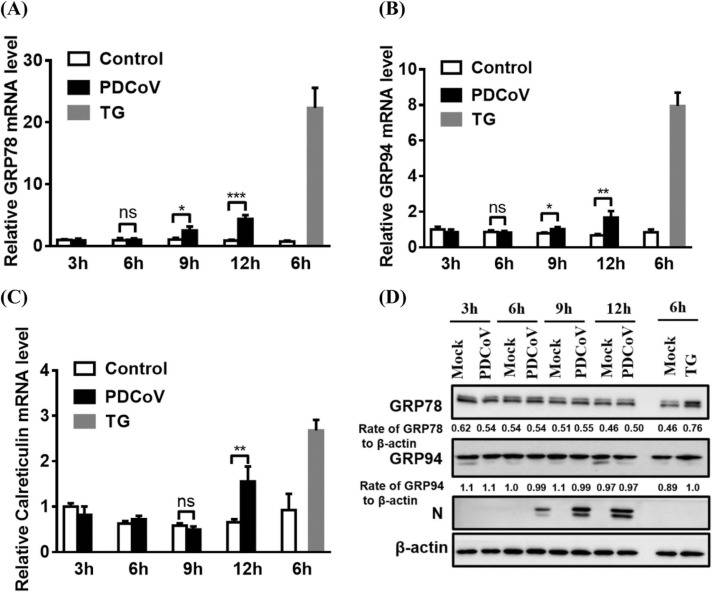 (A)
Relative GRP78 mRNA level
30
20
10
0
Control
PDCoV
TG
ns
*
***
3h 6h 9h 12h 6h
(B)
Relative GRP94 mRNA level
10
8
6
4
2
0
Control
PDCoV
TG
ns
*
**
3h 6h 9h 12h 6h
(C)
Relative Calreticulin mRNA level
4
3
2
1
0
Control
PDCoV
TG
ns
**
3h 6h 9h 12h 6h
(D)
3h 6h 9h 12h 6h
Mock PDCoV Mock PDCoV Mock PDCoV Mock PDCoV Mock TG
GRP78
Rate of GRP78 0.62 0.54 0.54 0.54 0.51 0.55 0.46 0.50 0.46 0.76
to β-actin
GRP94
Rate of GRP94 1.1 1.1 1.0 0.99 1.1 0.99 0.97 0.97 0.89 1.0
to β-actin
N
β-actin